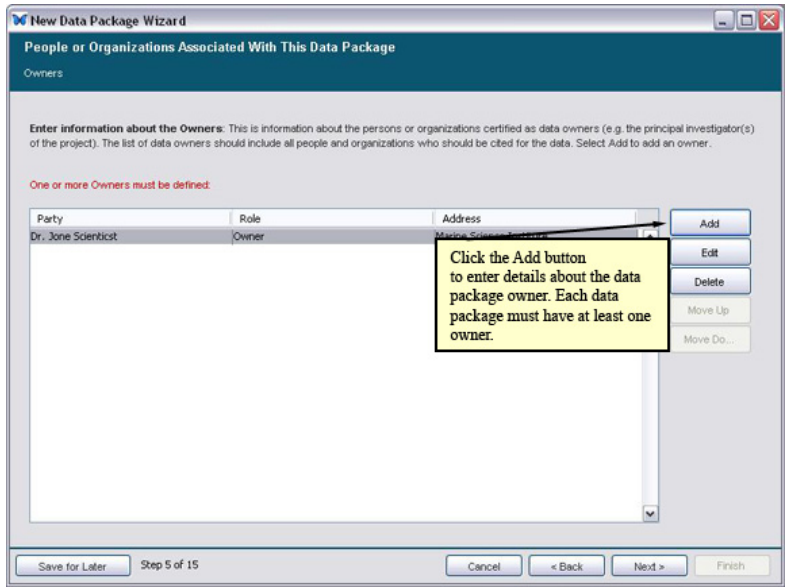 New Data Package Wizard
People or Organizations Associated With This Data Package
Owners
Enter information about the Owners: This is information about the persons or organizations certified as data owners (e.g. the principal investigator(s)
of the project). The list of data owners should include all people and organizations who should be cited for the data. Select Add to add an owner.
One or more Owners must be defined:
Party Role Address
Dr. Jone Scienticst Owner Marine Science
Add
Edit
Delete
Move Up
Move Do...
Click the Add button
to enter details about the data
package owner. Each data
package must have at least one
owner.
Save for Later Step 5 of 15 Cancel < Back Next > Finish